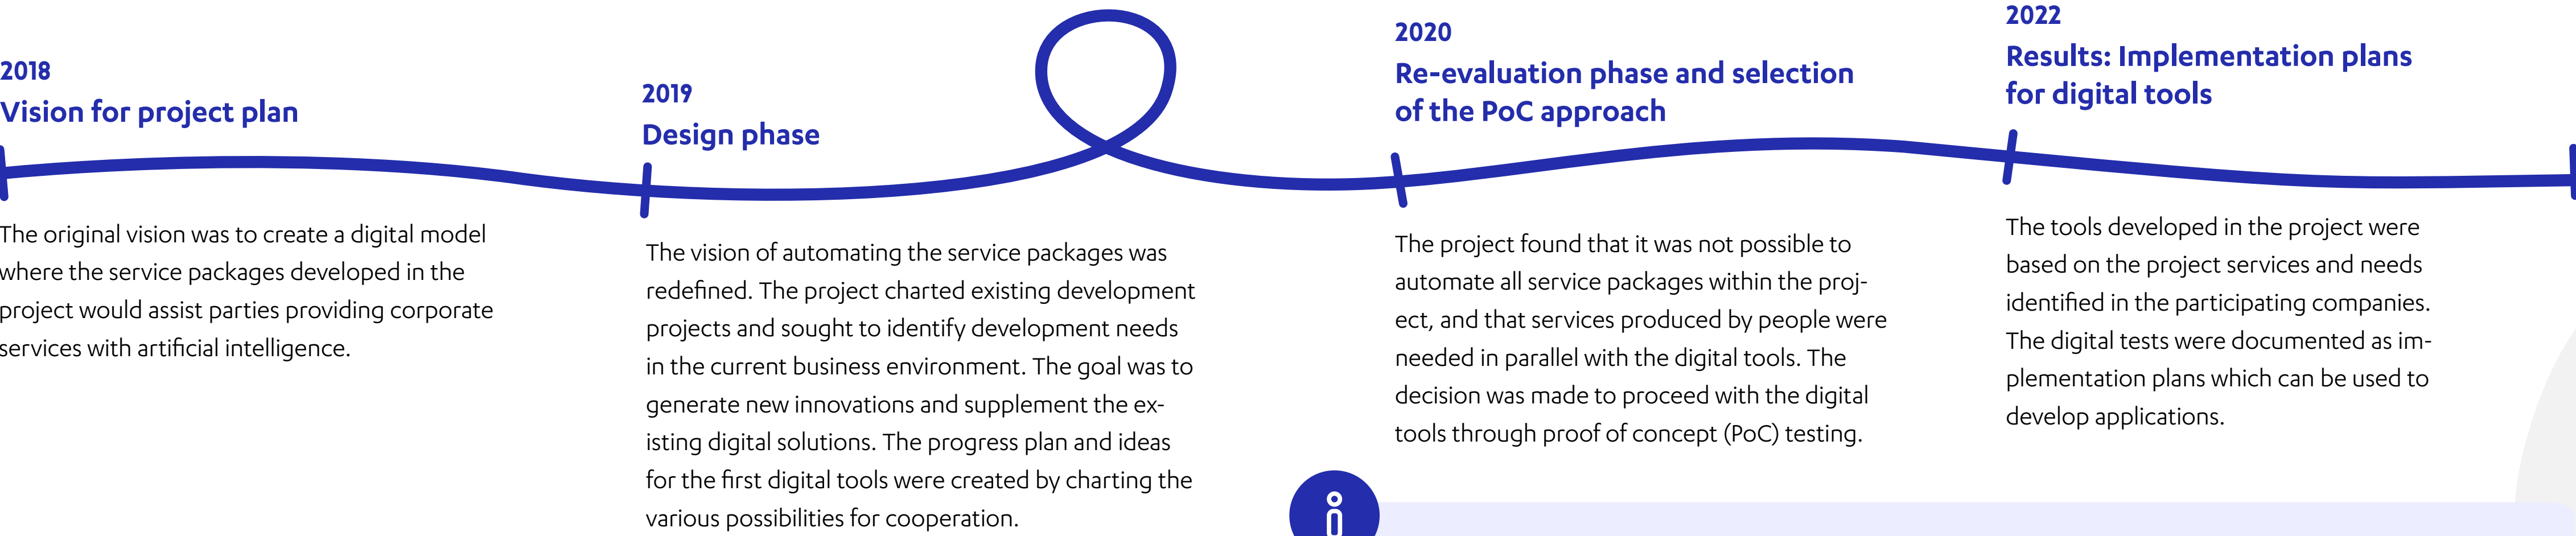 2018
Vision for project plan
The original vision was to create a digital model
where the service packages developed in the
project would assist parties providing corporate
services with artificial intelligence.
2019
Design phase
The vision of automating the service packages was
redefined. The project charted existing development
projects and sought to identify development needs
in the current business environment. The goal was to
generate new innovations and supplement the ex-
isting digital solutions. The progress plan and ideas
for the first digital tools were created by charting the
various possibilities for cooperation.
2020
Re-evaluation phase and selection
of the PoC approach
The project found that it was not possible to
automate all service packages within the proj-
ect, and that services produced by people were
needed in parallel with the digital tools. The
decision was made to proceed with the digital
tools through proof of concept (PoC) testing.
2022
Results: Implementation plans
for digital tools
The tools developed in the project were
based on the project services and needs
identified in the participating companies.
The digital tests were documented as im-
plementation plans which can be used to
develop applications.